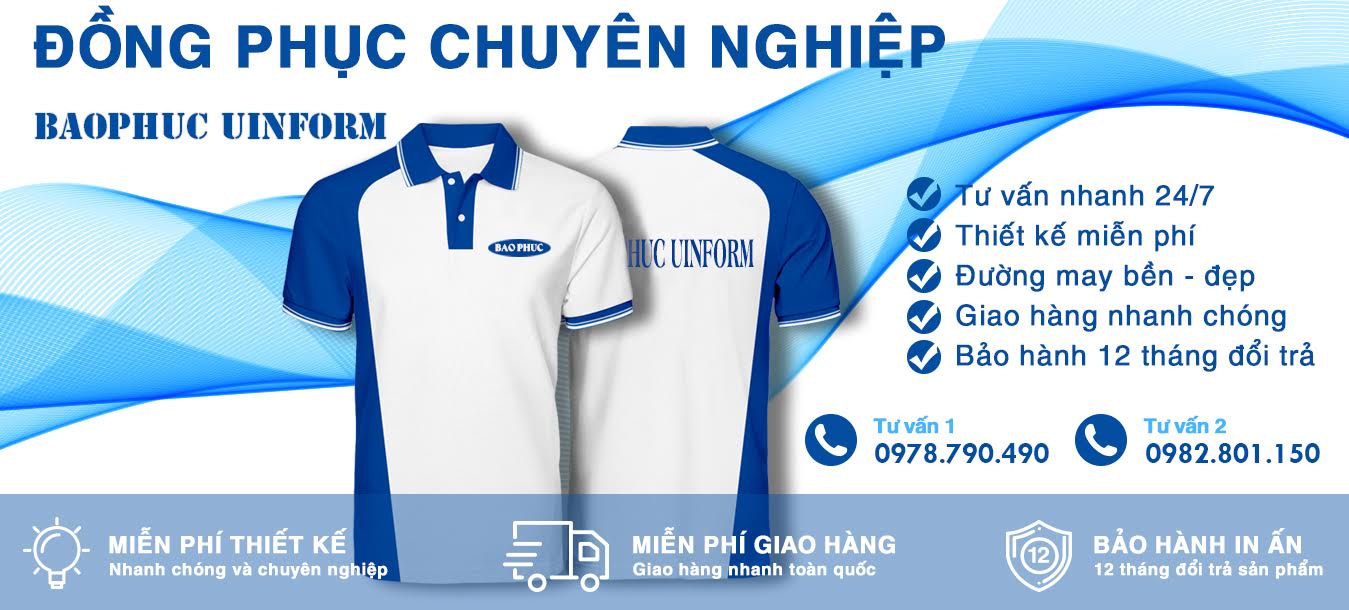 ĐỒNG PHỤC CHUYÊN NGHIỆP
BAOPHUC UINFORM
BAO PHUC
HUC UINFORM
Tư vấn nhanh 24/7
Thiết kế miễn phí
Đường may bền - đẹp
Giao hàng nhanh chóng
Bảo hành 12 tháng đổi trả
Tư vấn 1
0978.790.490
Tư vấn 2
0982.801.150
MIỄN PHÍ THIẾT KẾ
Nhanh chóng và chuyên nghiệp
MIỄN PHÍ GIAO HÀNG
Giao hàng nhanh toàn quốc
12
BẢO HÀNH IN ẤN
12 tháng đổi trả sản phẩm